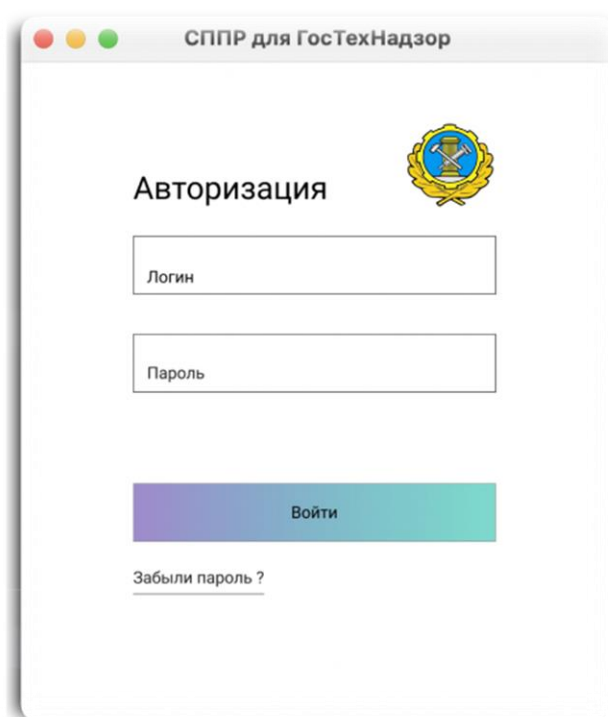 СППР для ГосТехНадзор
Авторизация
Логин
Пароль
Войти
Забыли пароль ?